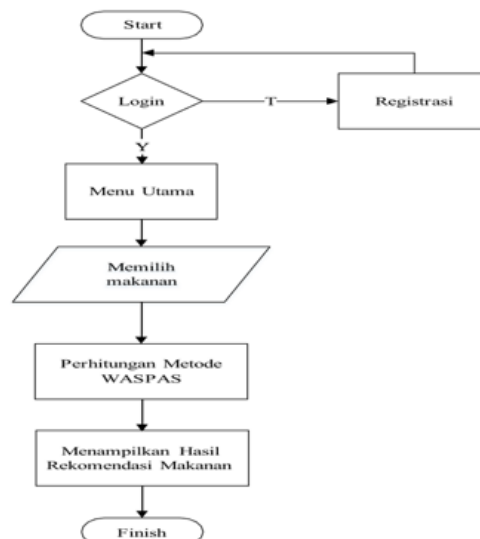 Start
Login
T
Registrasi
Y
Menu Utama
Memilih
makanan
Perhitungan Metode
WASPAS
Menampilkan Hasil
Rekomendasi Makanan
Finish